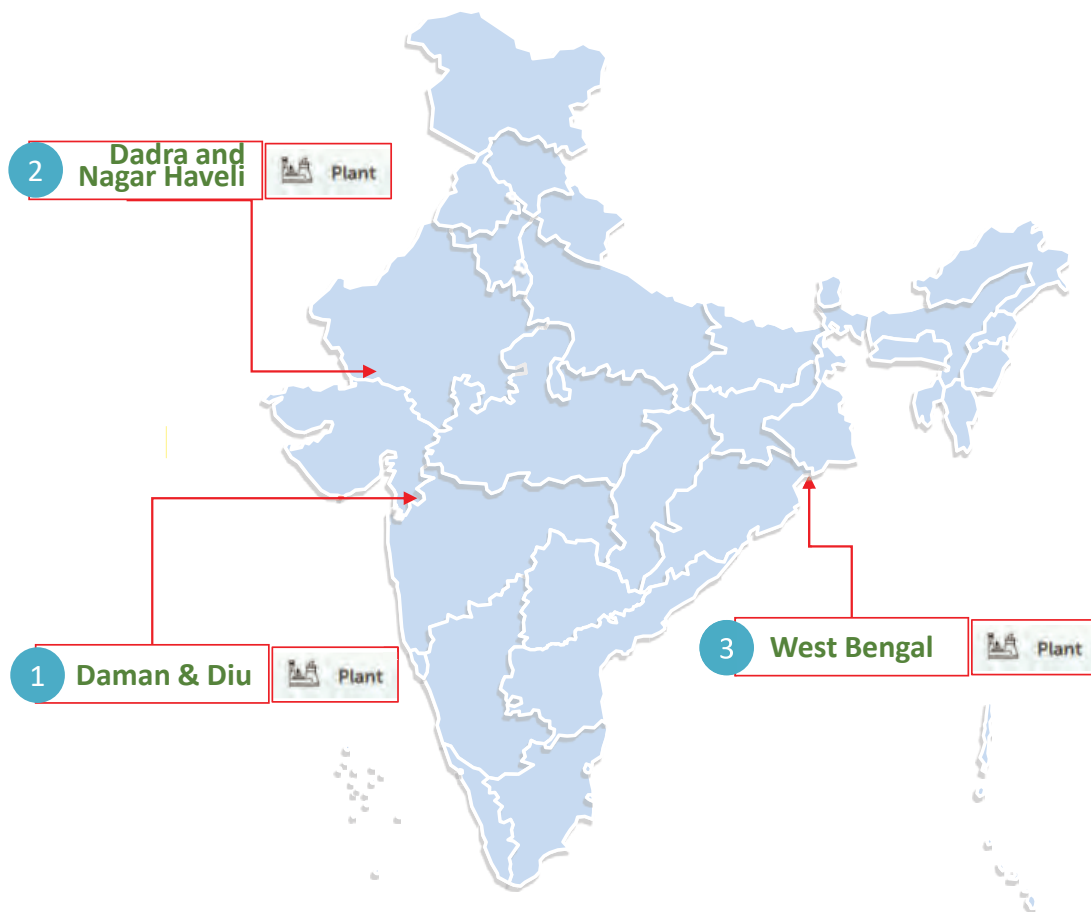 2
Dadra and
Nagar Haveli
Plant
1
Daman & Diu
Plant
3
West Bengal
Plant